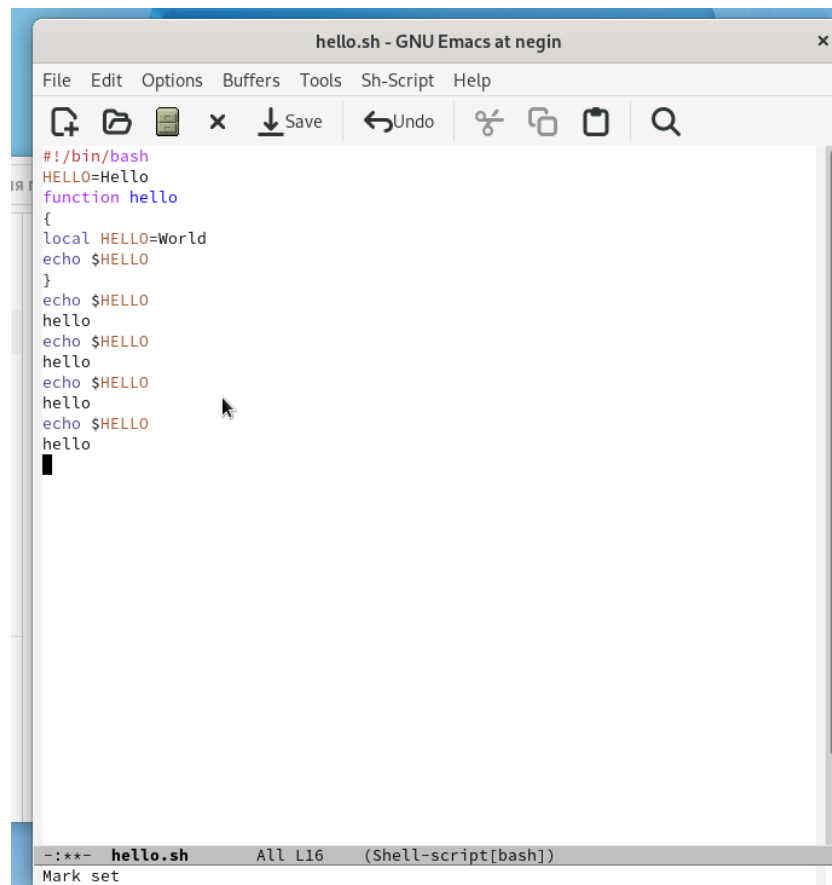 hello.sh - GNU Emacs at negin
File Edit Options Buffers Tools Sh-Script Help
Save Undo
#!/bin/bash
HELLO=Hello
function hello
{
local HELLO=World
echo $HELLO
}
echo $HELLO
hello
echo $HELLO
hello
echo $HELLO
hello
echo $HELLO
hello
-:**- hello.sh All L16 (Shell-script[bash])
Mark set